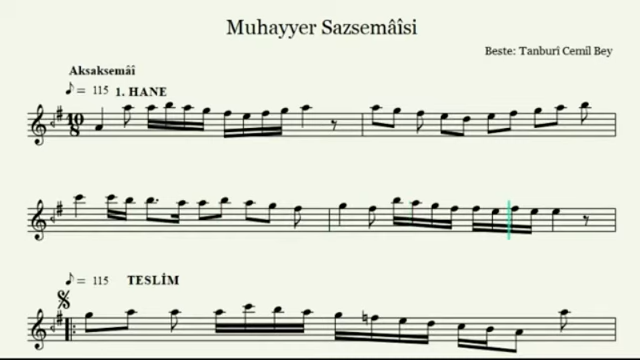 Muhayyer Sazsemâîsi
Beste: Tanburî Cemil Bey
Aksaksemâî
♪= 115 1. HANE
10
8
♪= 115 TESLİM